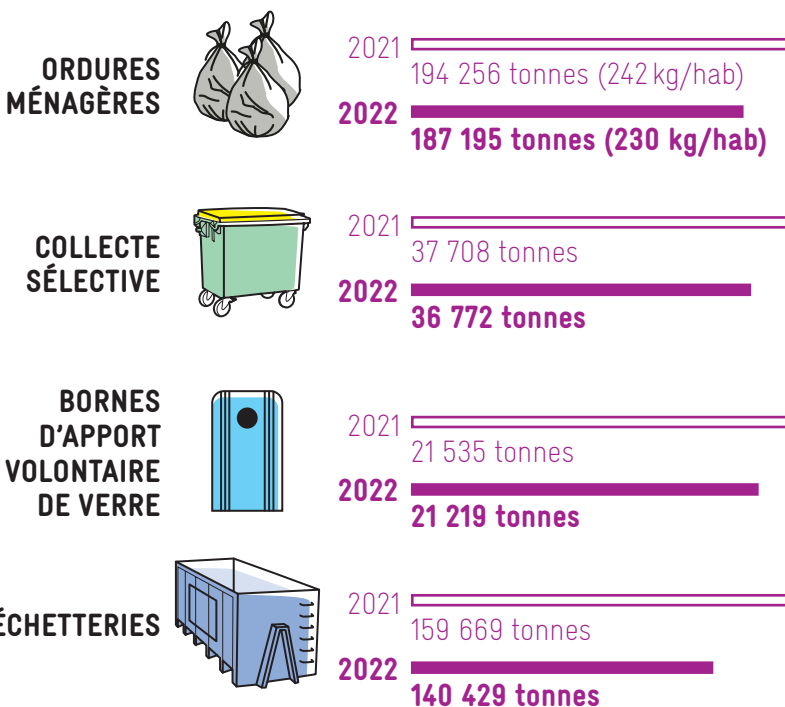 ORDURES
MÉNAGÈRES
2021
194 256 tonnes (242 kg/hab)
2022
187 195 tonnes (230 kg/hab)
COLLECTE
SÉLECTIVE
2021
37 708 tonnes
2022
36 772 tonnes
BORNES
D'APPORT
VOLONTAIRE
DE VERRE
2021
21 535 tonnes
2022
21 219 tonnes
ÉCHETTERIES
2021
159 669 tonnes
2022
140 429 tonnes